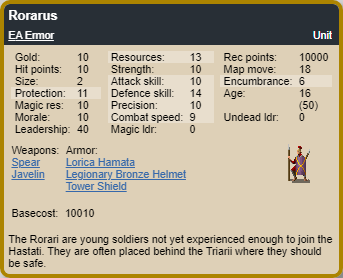 Rorarus
EA Ermor Unit
Gold: 10 Resources: 13 Rec points: 10000
Hit points: 10 Strength: 10 Map move: 18
Size: 2 Attack skill: 10 Encumbrance: 6
Protection: 11 Defence skill: 14 Age: 16
Magic res: 10 Precision: 10 (50)
Morale: 10 Combat speed: 9 Undead ldr: 0
Leadership: 40 Magic ldr: 0
Weapons: Armor:
Spear Lorica Hamata
Javelin Legionary Bronze Helmet
Tower Shield
Basecost: 10010
The Rorari are young soldiers not yet experienced enough to join the
Hastati. They are often placed behind the Triarii where they should
be safe.